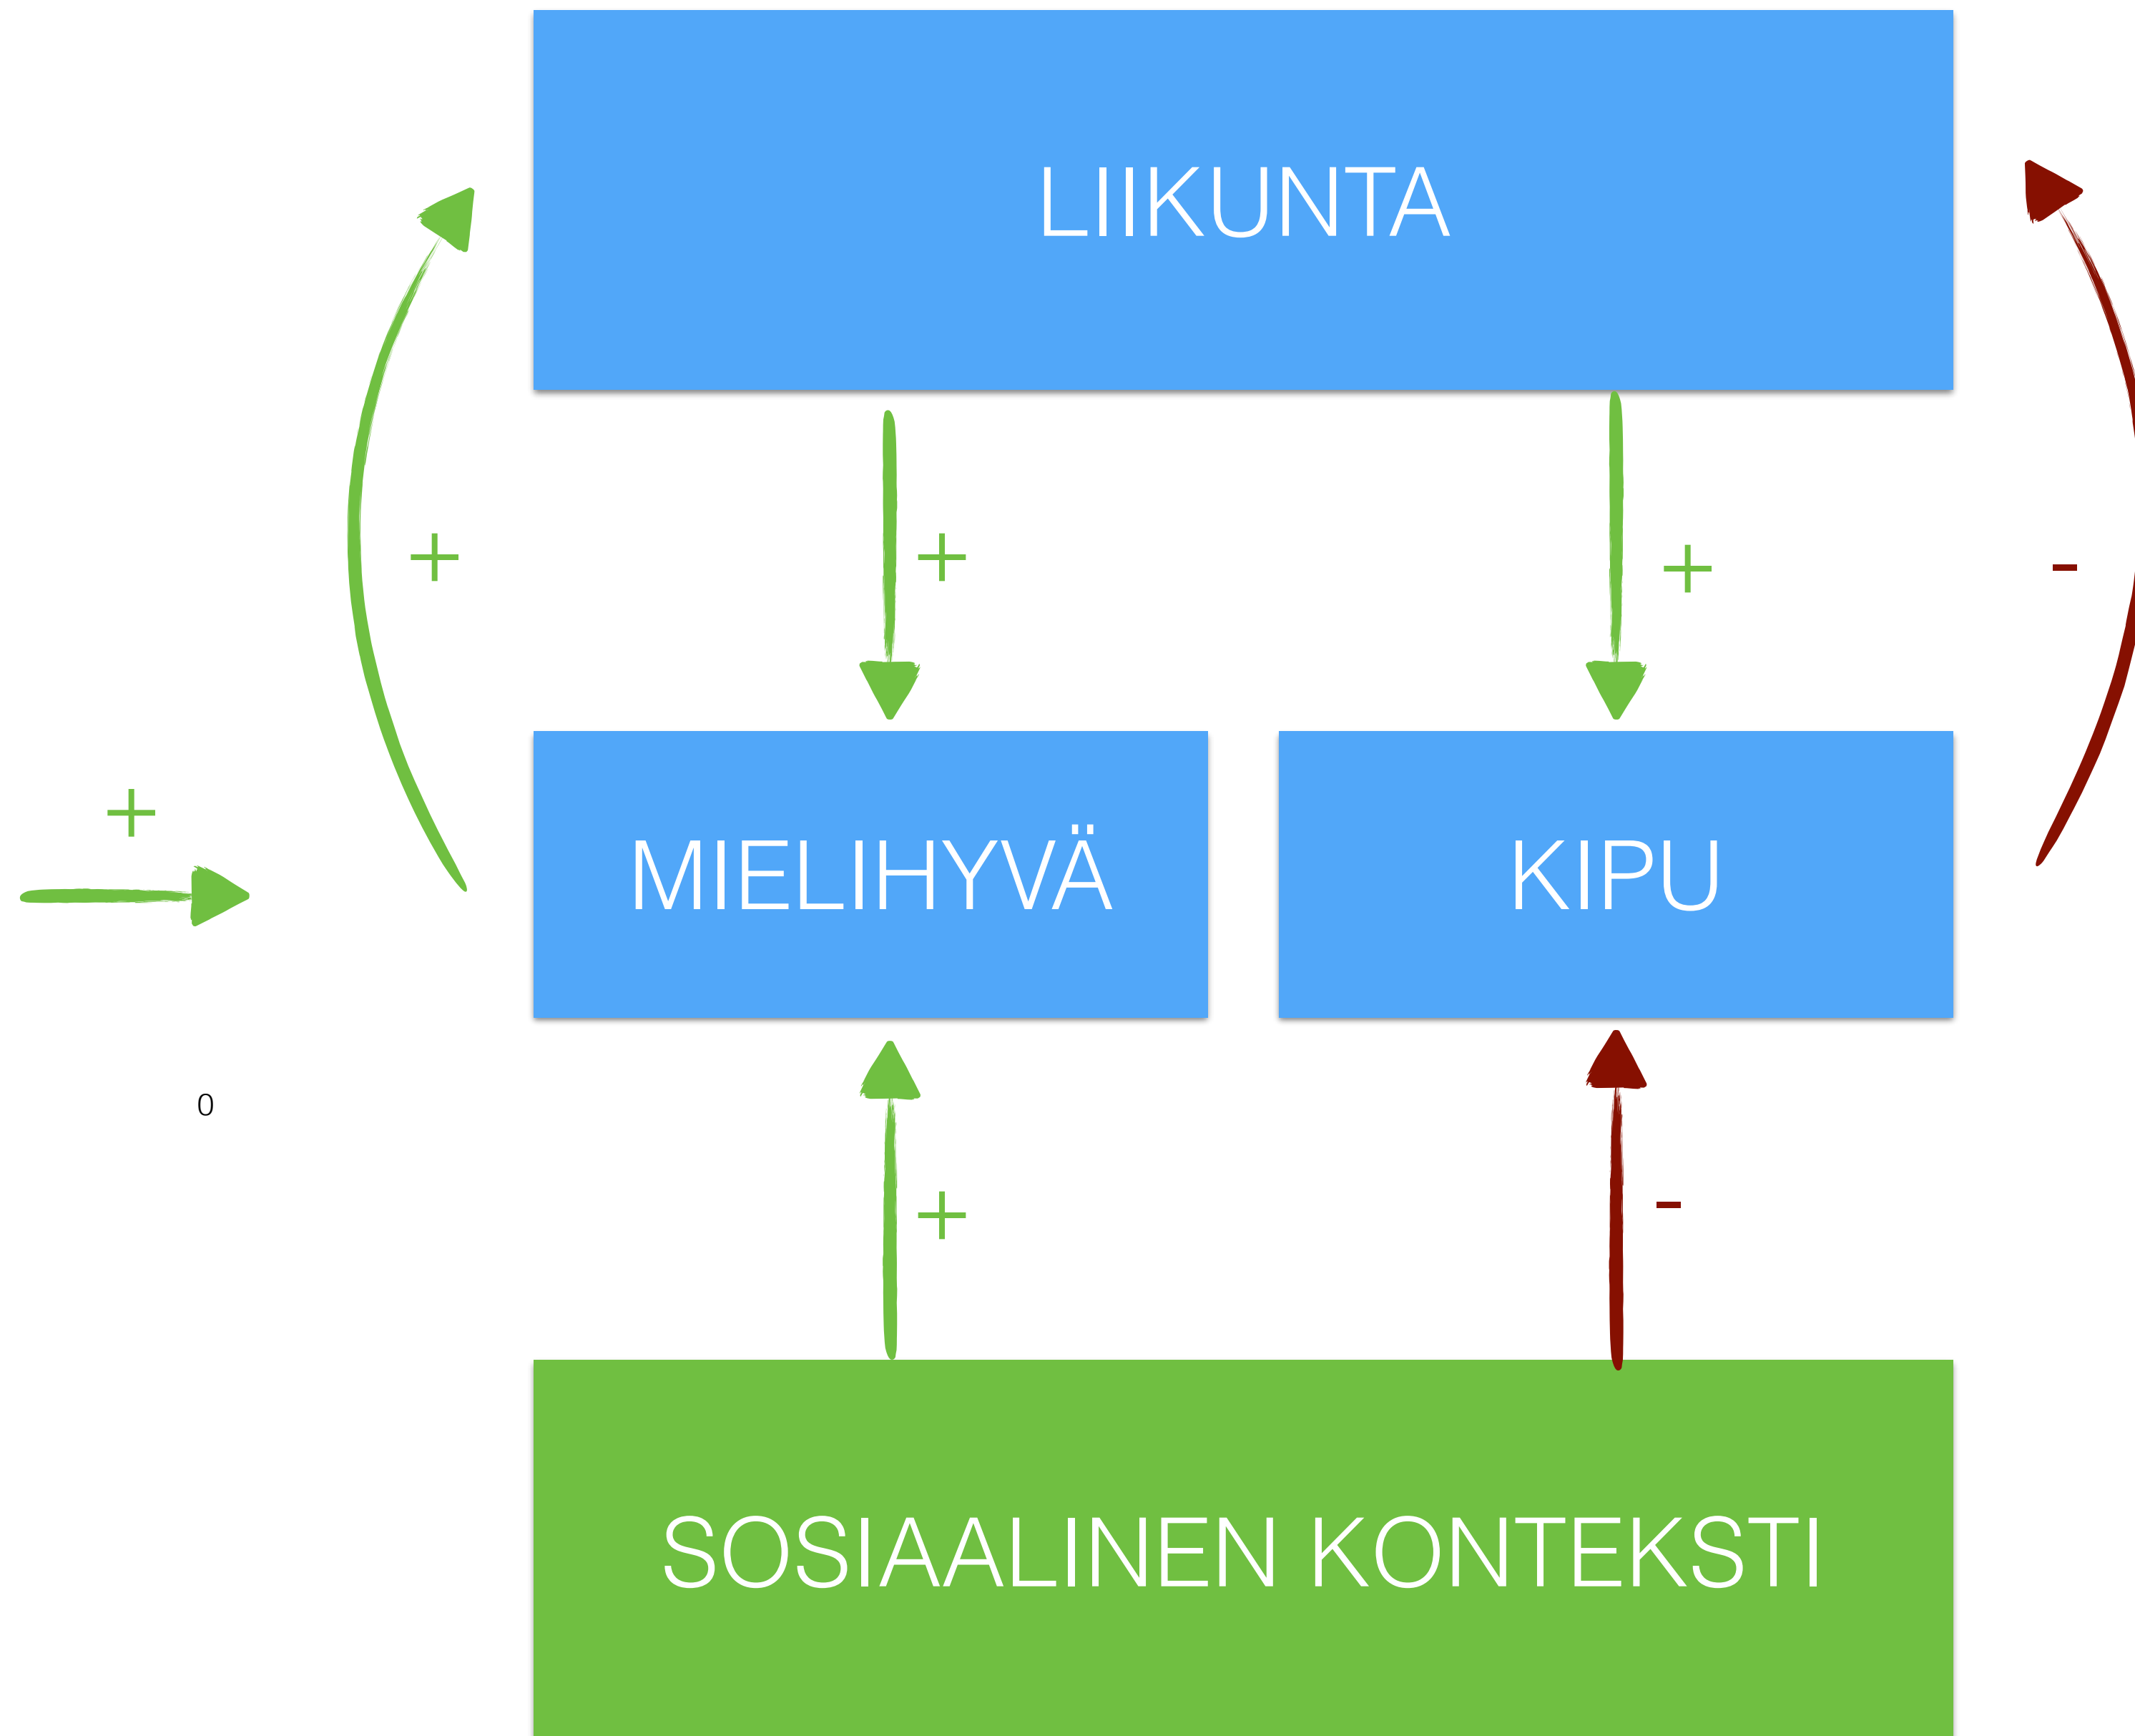 LIIKUNTA
+
+
+
-
+
MIELIHYVÄ
KIPU
0
+
-
SOSIAALINEN KONTEKSTI